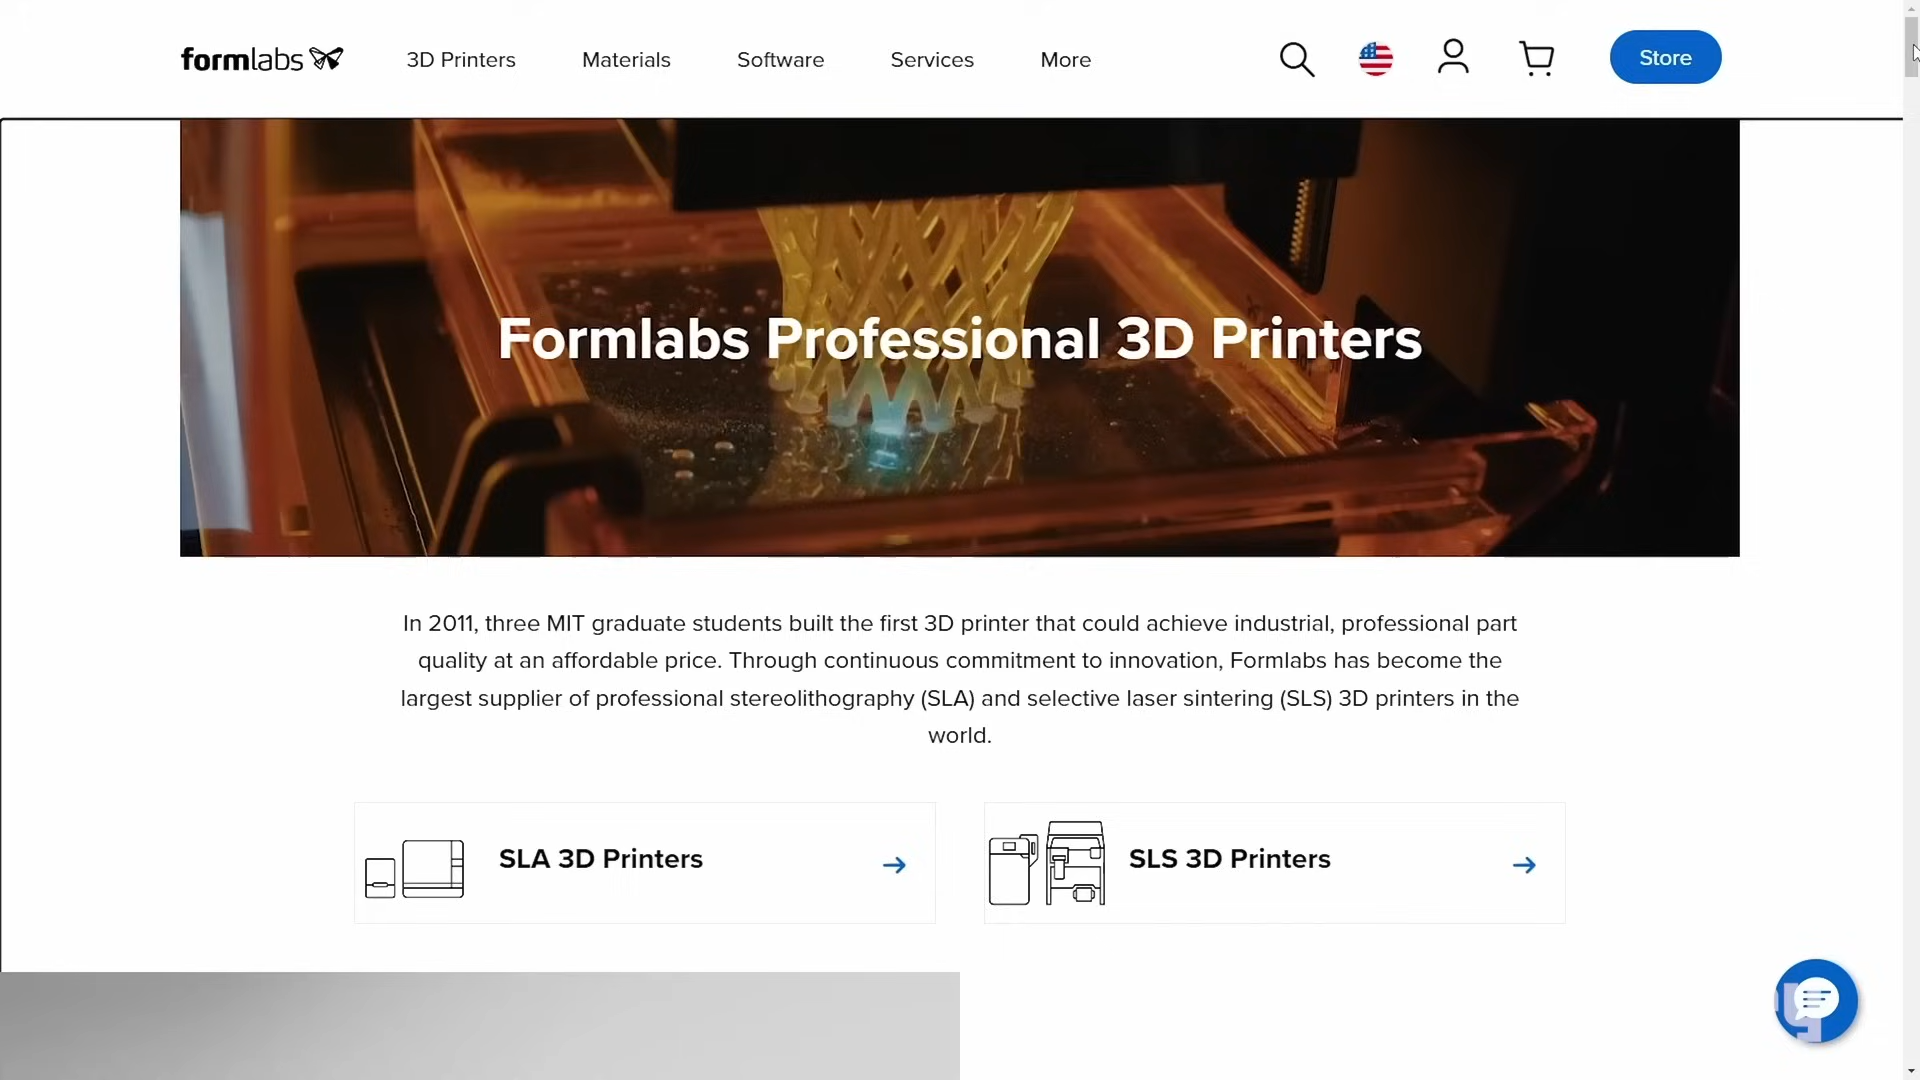 formlabs
3D Printers
Materials
Software
Services
More
Store
Formlabs Professional 3D Printers
In 2011, three MIT graduate students built the first 3D printer that could achieve industrial, professional part
quality at an affordable price. Through continuous commitment to innovation, Formlabs has become the
largest supplier of professional stereolithography (SLA) and selective laser sintering (SLS) 3D printers in the
world.
SLA 3D Printers
SLS 3D Printers